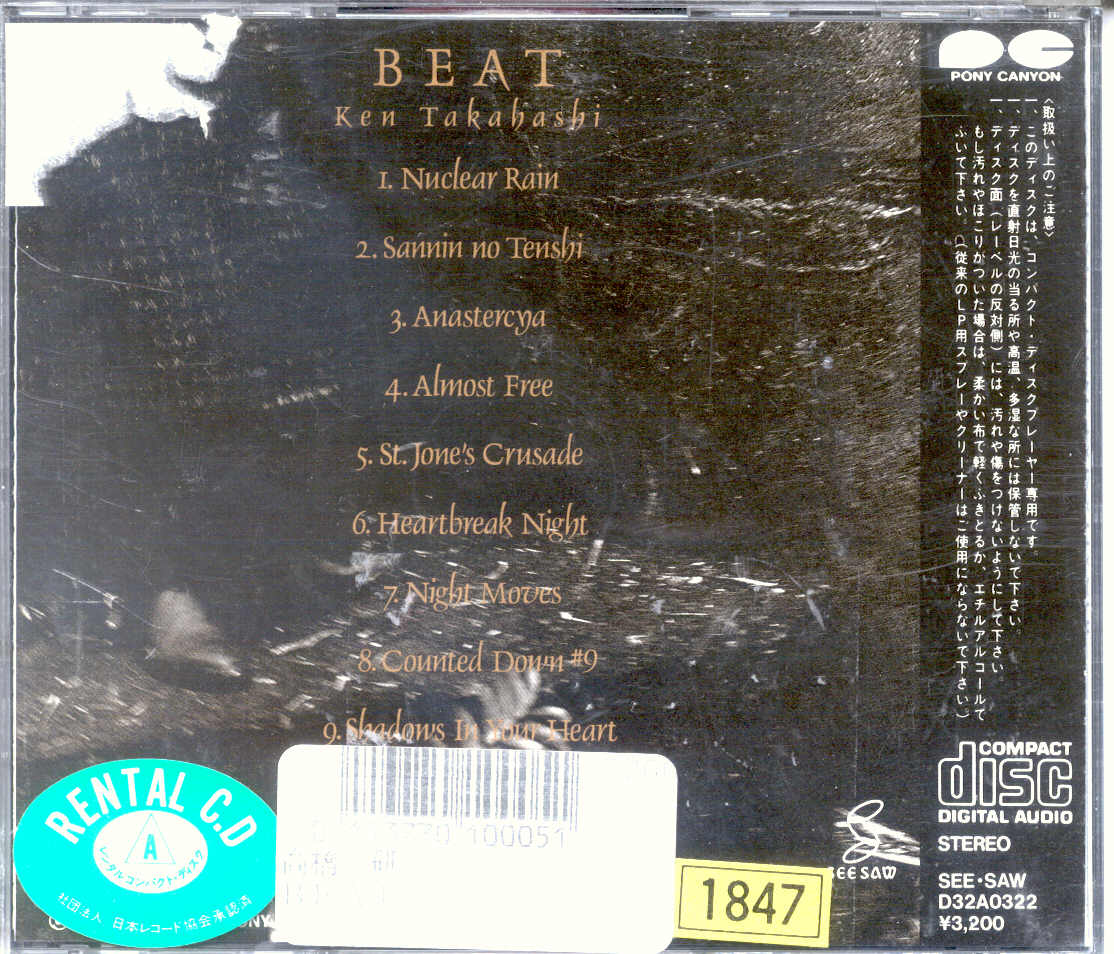 BEAT
Ken Takahashi
1. Nuclear Rain
2. Sannin no Tenshi
3. Anastercya
4. Almost Free
5. St. Jone's Crusade
6. Heartbreak Night
7. Night Moves
8. Counted Down #9
9. Shadows In Your Heart
PONY CANYON
〈取扱い上のご注意〉
一、このディスクは、コンパクト・ディスクプレーヤー専用です。
一、ディスクを直射日光の当る所や高温、多湿な所には保管しないで下さい。
一、ディスク面(レーベルの反対側)には、汚れや傷をつけないようにして下さい
もし汚れやほこりがついた場合は、柔かい布で軽くふきとるか、エチルアルコールて
ふいて下さい (従来のLP用スプレーやクリーナーはご使用にならないで下さい。)
COMPACT
disc
DIGITAL AUDIO
STEREO
SEE・SAW
D32A0322
¥3,200
SEE SAW
RENTAL C.D
A
レンタルコンパクト・ディスク
社団法人 日本レコード協会承認済
100051
1847